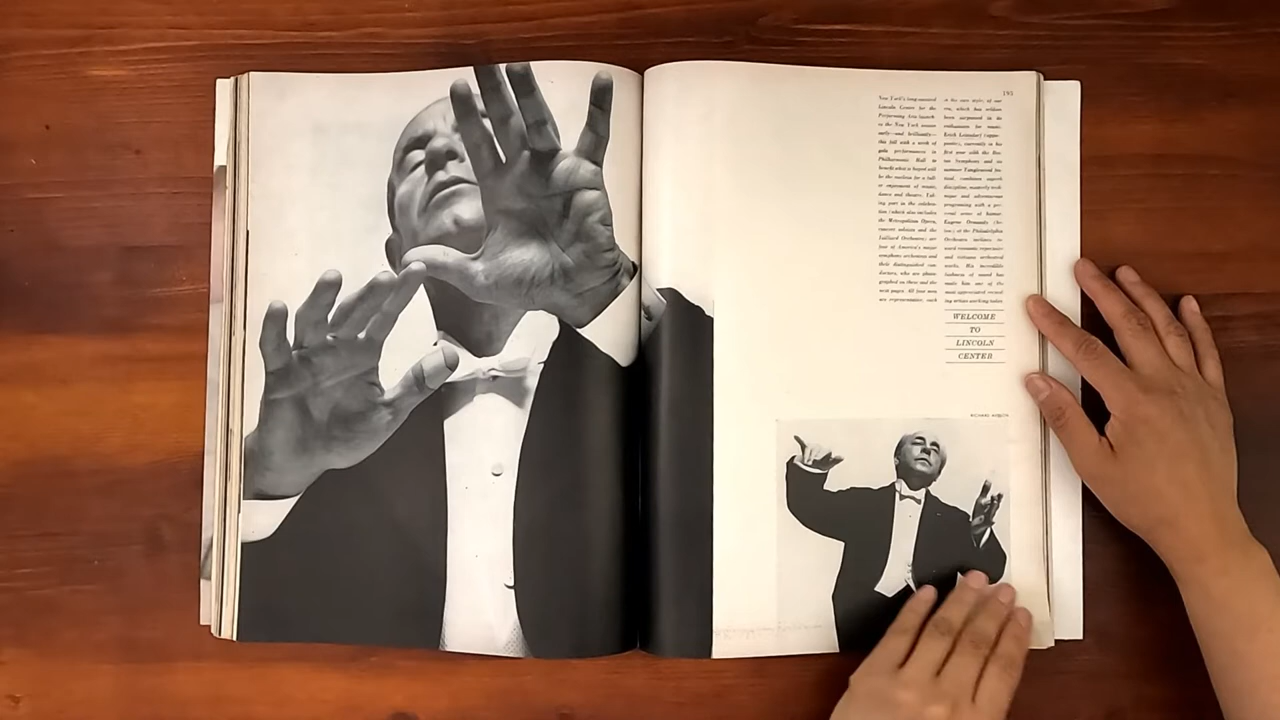 193
New York's long-awaited
Lincoln Center for the
Performing Arts launch-
es the New York season
early—and brilliantly—
this fall with a week of
gala performances in
Philharmonic Hall to
benefit what is hoped will
be the nucleus for a full-
er enjoyment of music,
dance and theatre. Tak-
ing part in the celebra-
tion (which also includes
the Metropolitan Opera,
concert soloists and the
Juilliard Orchestra) are
four of America's major
symphony orchestras and
their distinguished con-
ductors, who are photo-
graphed on these and the
next pages. All four men
are representative, each
in his own style, of our
era, which has seldom
been surpassed in its
enthusiasm for music.
Erich Leinsdorf (oppo-
posite), currently in his
first year with the Bos-
ton Symphony and its
summer Tanglewood fes-
tival, combines superb
discipline, masterly tech-
nique and adventurous
programing with a per-
sonal sense of humor.
Eugene Ormandy (be-
low) of the Philadelphia
Orchestra inclines to-
ward romantic repertoire
and virtuoso orchestral
works. His incredible
lushness of sound has
made him one of the
most appreciated record-
ing artists working today.
WELCOME
TO
LINCOLN
CENTER
RICHARD AVEDON